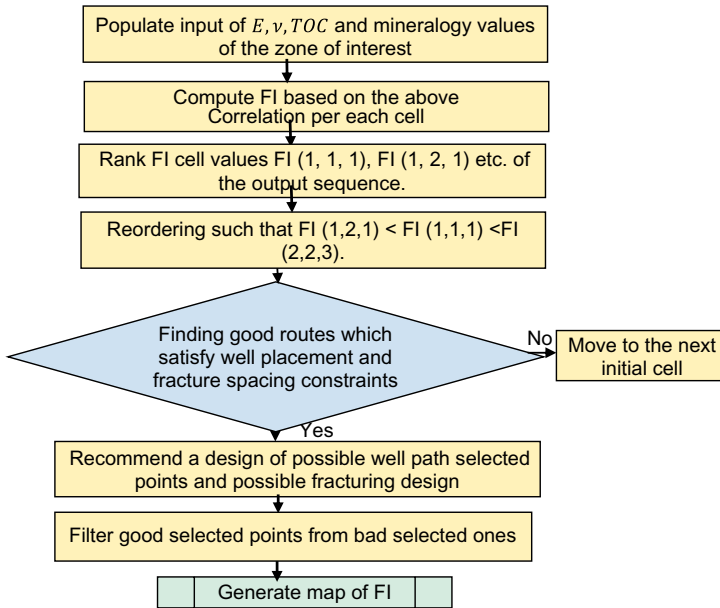 Populate input of E, ν, TOC and mineralogy values
of the zone of interest
Compute FI based on the above
Correlation per each cell
Rank FI cell values FI (1, 1, 1), FI (1, 2, 1) etc. of
the output sequence.
Reordering such that FI (1,2,1) < FI (1,1,1) <FI
(2,2,3).
Finding good routes which
satisfy well placement and
fracture spacing constraints
No
Move to the next
initial cell
Yes
Recommend a design of possible well path selected
points and possible fracturing design
Filter good selected points from bad selected ones
Generate map of FI